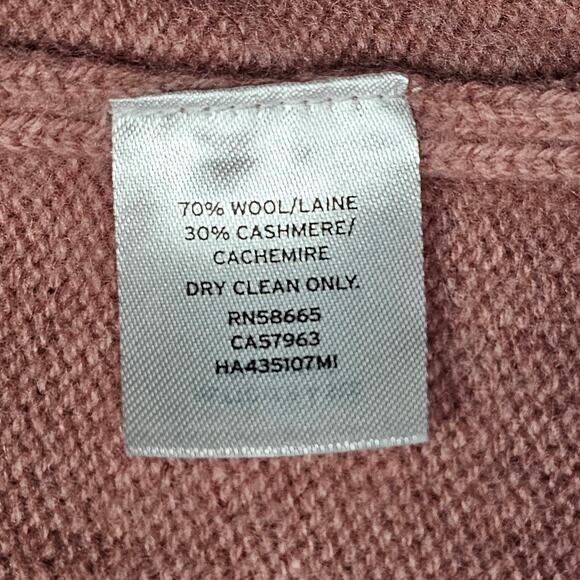 70% WOOL/LAINE
30% CASHMERE/
CACHEMIRE
DRY CLEAN ONLY.
RN58665
CA57963
HA435107MI